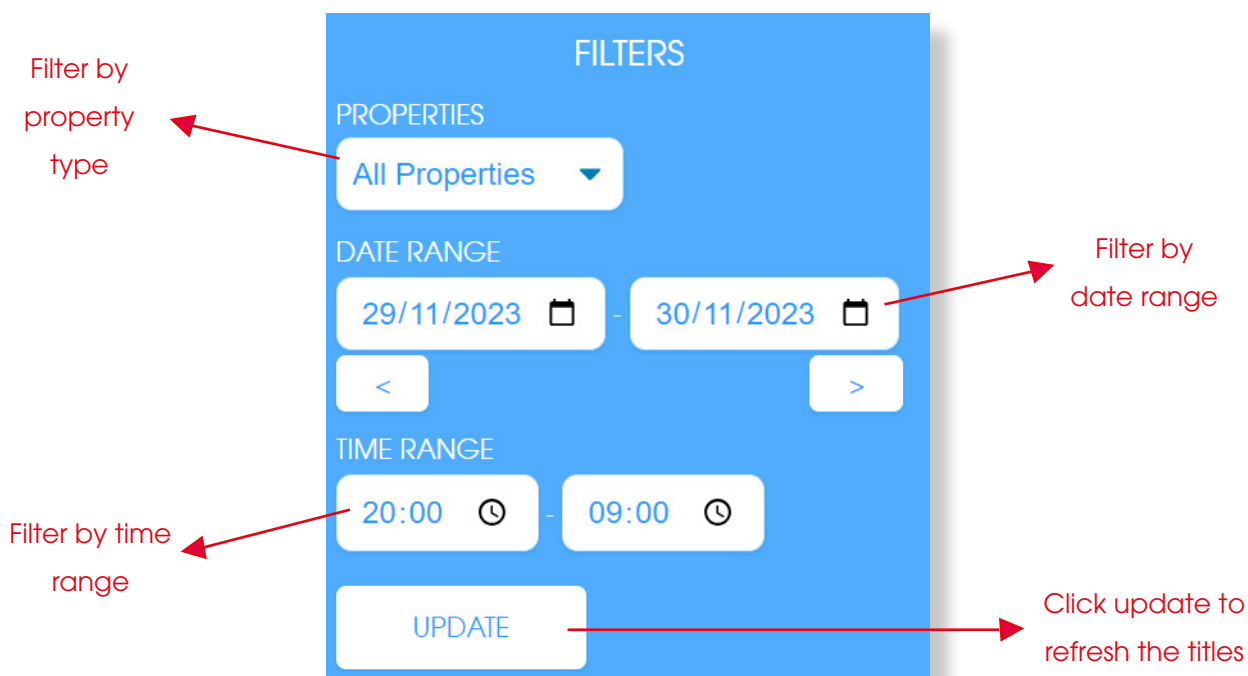 FILTERS
Filter by
property
type
PROPERTIES
All Properties
DATE RANGE
29/11/2023 - 30/11/2023
Filter by
date range
< >
TIME RANGE
20:00 - 09:00
Filter by time
range
UPDATE
Click update to
refresh the titles